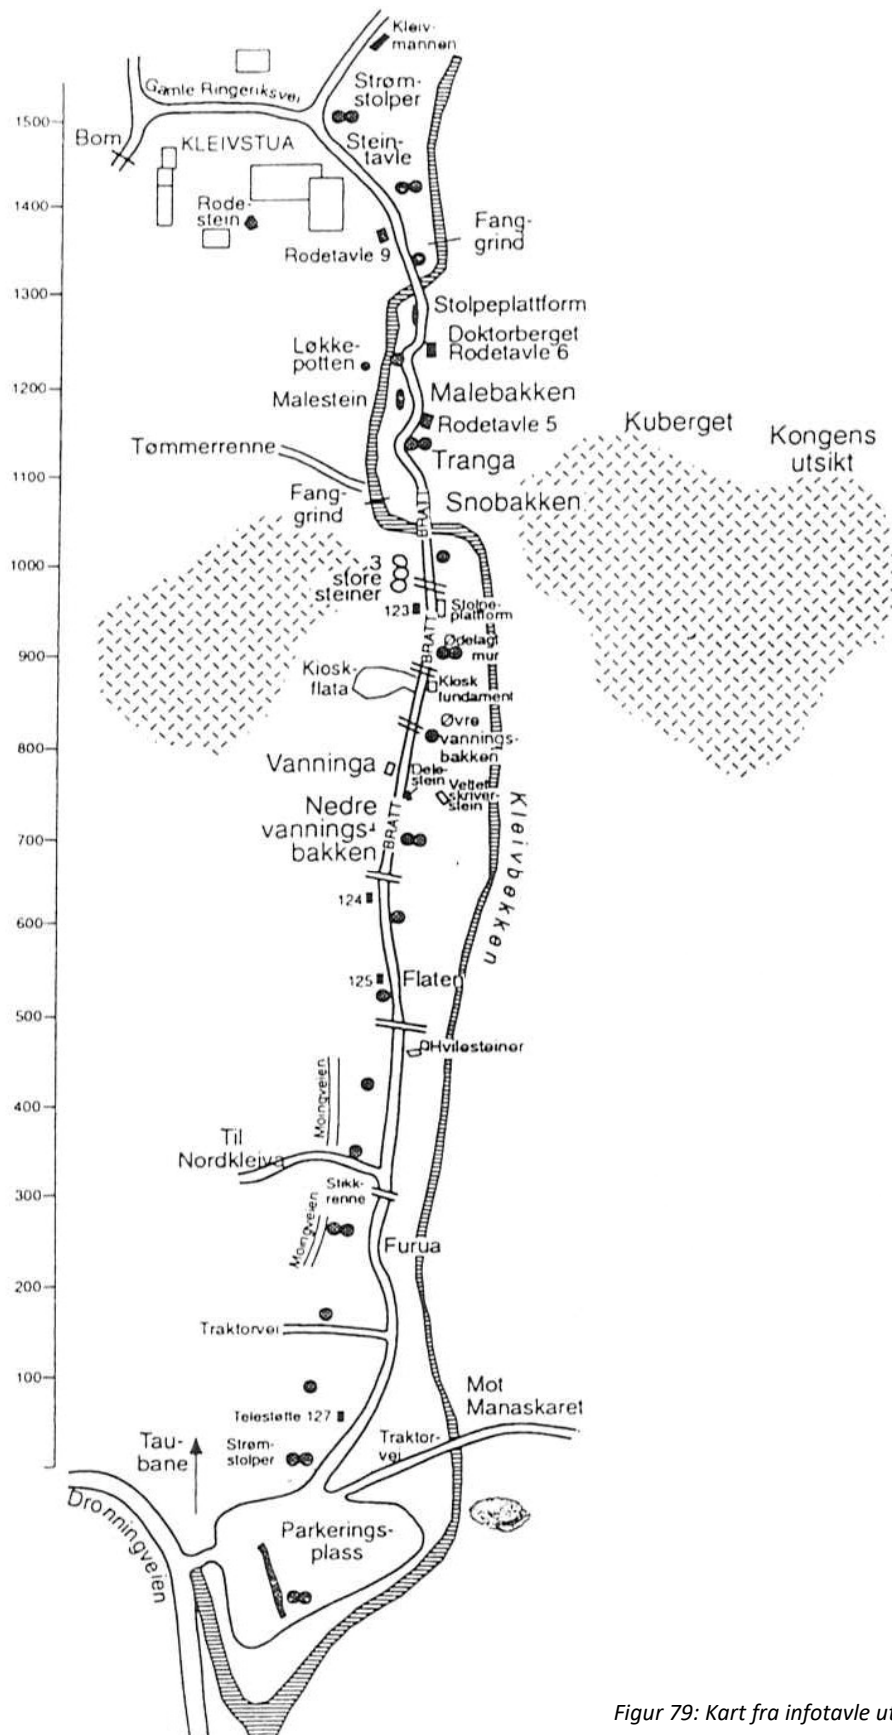 Kleiv-
mannen
Strøm-
stolper
Gamle Ringeriksvei
1500
Bom
KLEIVSTUA
Stein-
tavle
1400
Rode-
stein
Fang-
grind
Rodetavle 9
1300
Stolpeplattform
Doktorberget
Rodetavle 6
Løkke-
potten
1200
Malestein
Malebakken
Rodetavle 5
Kuberget
Kongens
utsikt
Tømmerrenne
Tranga
1100
Fang-
grind
Snobakken
BRATT
1000
3
store
steiner
123
Stolpe-
plattform
BRATT
Ødelagt
mur
900
Kiosk-
flata
Kiosk
fundament
Øvre
vannings-
bakken
800
Vanninga
Dele-
stein
Vettet
skriver-
stein
Nedre
vannings-
bakken
BRATT
700
Kleivbekken
124
600
125
Flaten
500
Hvilesteiner
Moingveien
400
Til
Nordkleiva
Stikk-
renne
300
Moingveien
Furua
200
Traktorvei
100
Mot
Manaskaret
Telestøtte 127
Tau-
bane
Strøm-
stolper
Traktor-
vei
Dronningveien
Parkerings-
plass
Figur 79: Kart fra infotavle ut